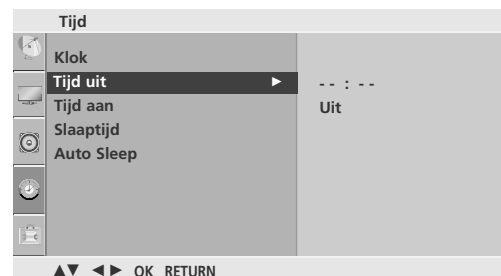 Tijd
Klok
Tijd uit ► - - : - -
Tijd aan Uit
Slaaptijd
Auto Sleep
▲▼ ◄► OK RETURN